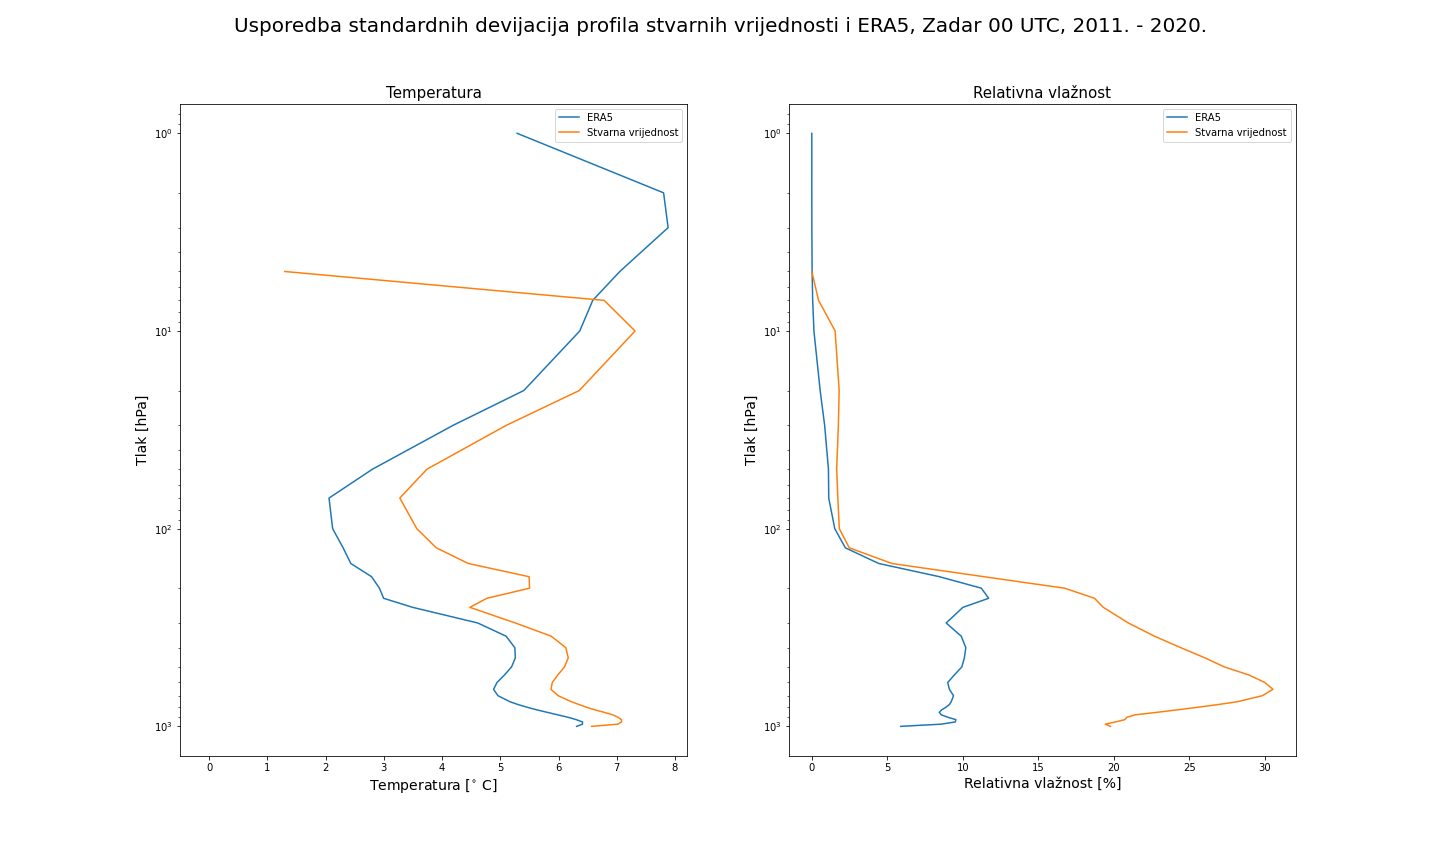 Usporedba standardnih devijacija profila stvarnih vrijednosti i ERA5, Zadar 00 UTC, 2011. - 2020.
Temperatura
ERA5
Stvarna vrijednost
10⁰
10¹
10²
10³
Tlak [hPa]
0 1 2 3 4 5 6 7 8
Temperatura [° C]
Relativna vlažnost
ERA5
Stvarna vrijednost
10⁰
10¹
10²
10³
Tlak [hPa]
0 5 10 15 20 25 30
Relativna vlažnost [%]